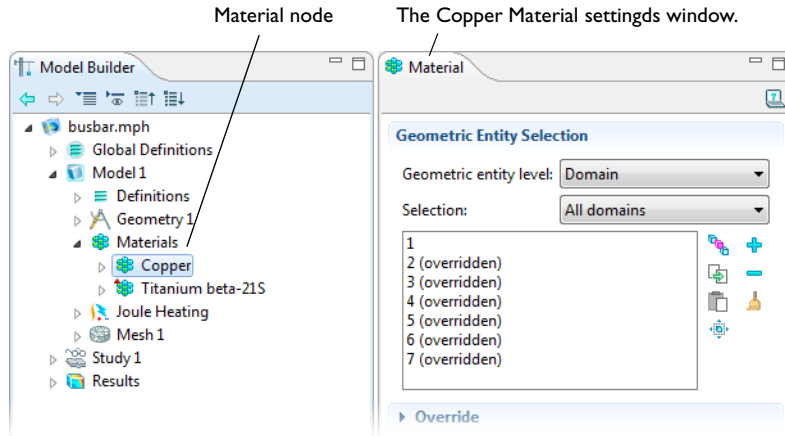 Material node
The Copper Material settingds window.
Model Builder
busbar.mph
Global Definitions
Model 1
Definitions
Geometry 1
Materials
Copper
Titanium beta-21S
Joule Heating
Mesh 1
Study 1
Results
Material
Geometric Entity Selection
Geometric entity level: Domain
Selection: All domains
1
2 (overridden)
3 (overridden)
4 (overridden)
5 (overridden)
6 (overridden)
7 (overridden)
Override